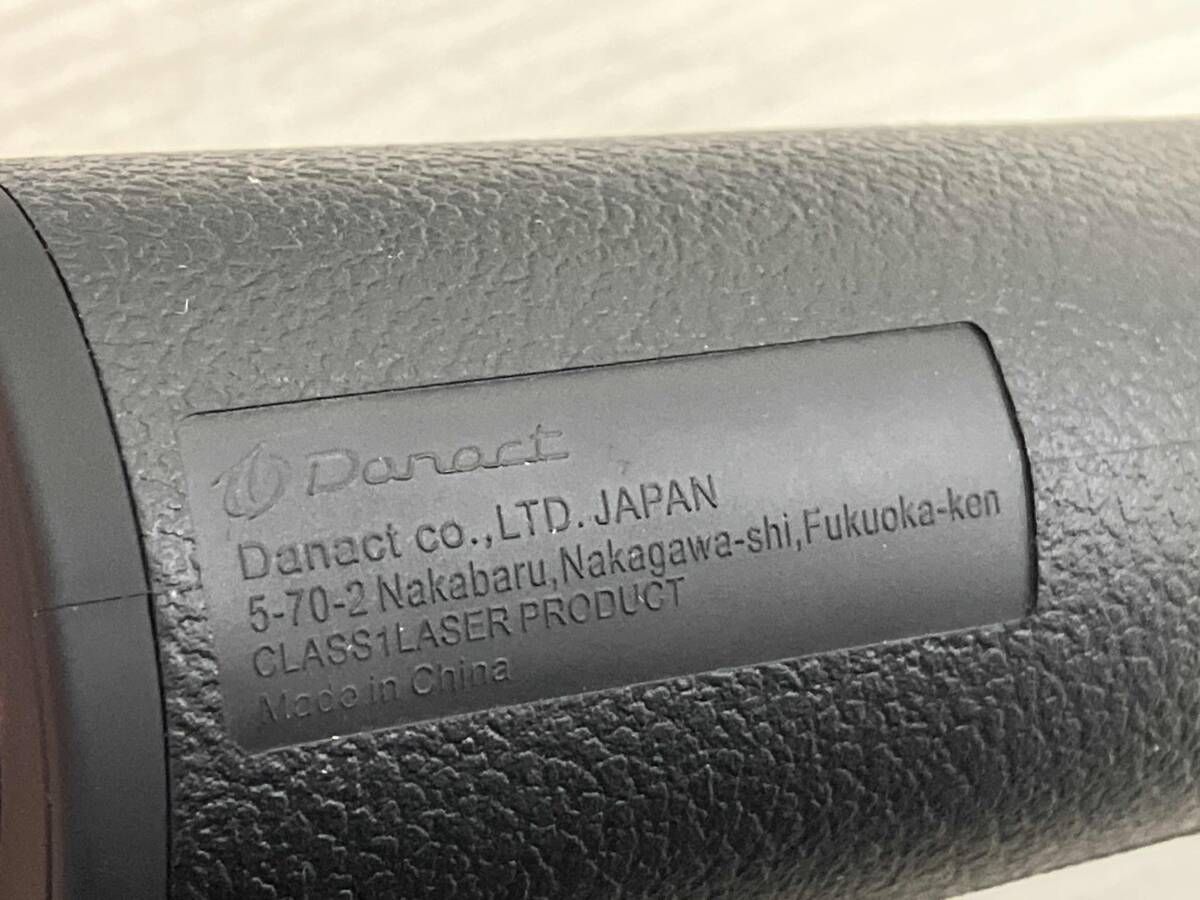 Danact
Danact co.,LTD. JAPAN
5-70-2 Nakabaru,Nakagawa-shi,Fukuoka-ken
CLASS1LASER PRODUCT
Made in China